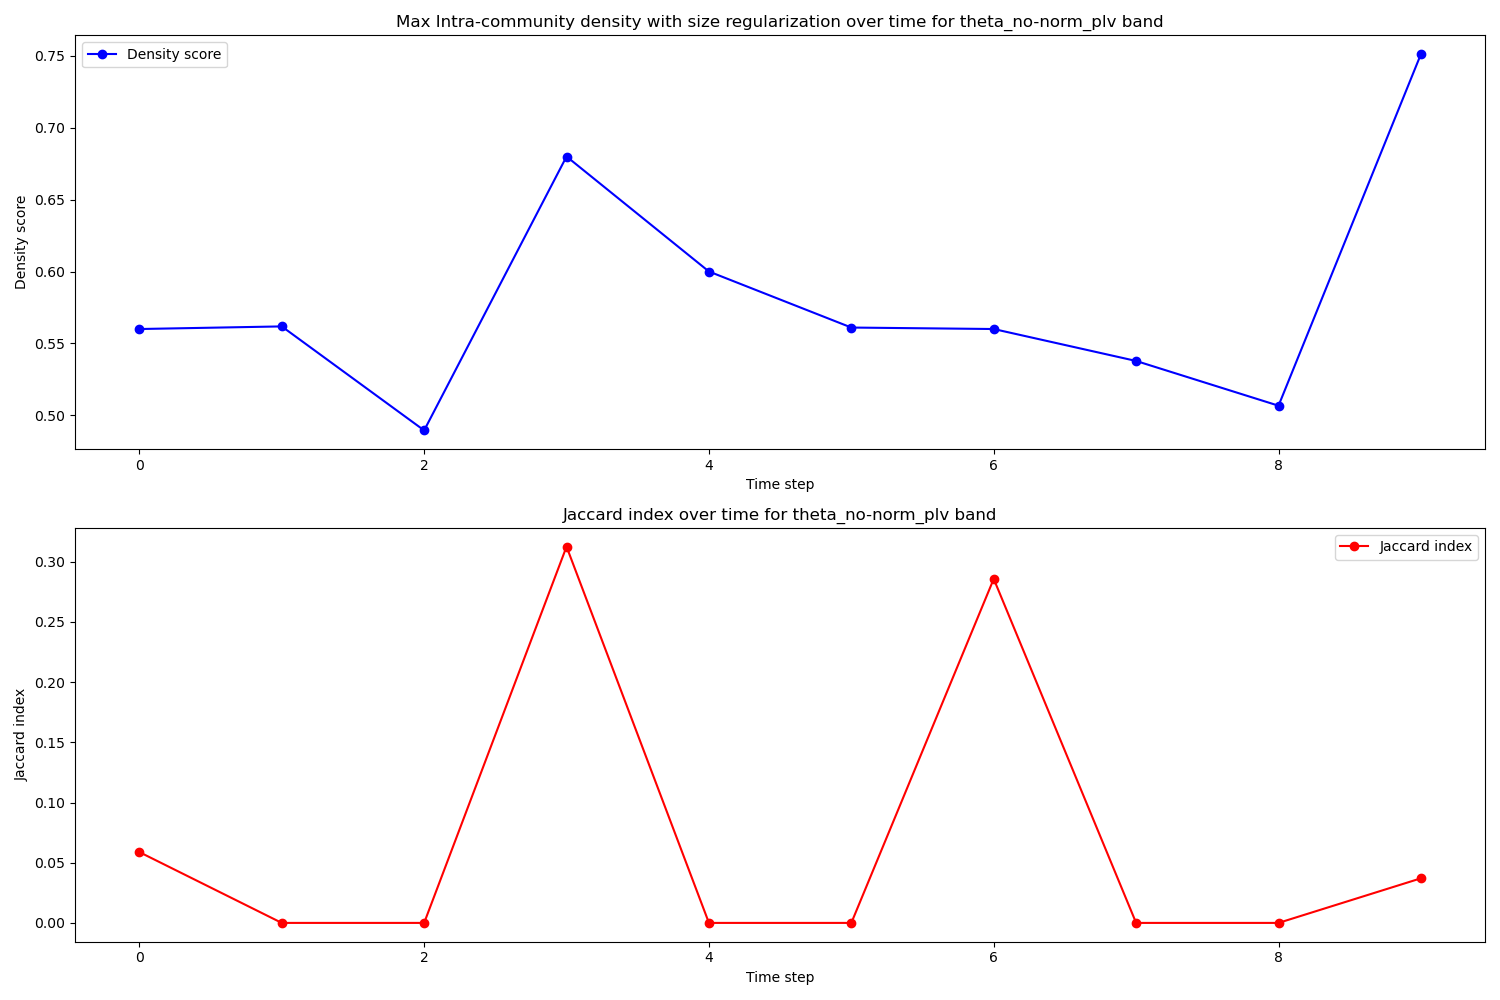 Max Intra-community density with size regularization over time for theta_no-norm_plv band
Density score
0.75
0.70
0.65
0.60
0.55
0.50
Density score
0 2 4 6 8
Time step
Jaccard index over time for theta_no-norm_plv band
Jaccard index
0.30
0.25
0.20
0.15
0.10
0.05
0.00
Jaccard index
0 2 4 6 8
Time step